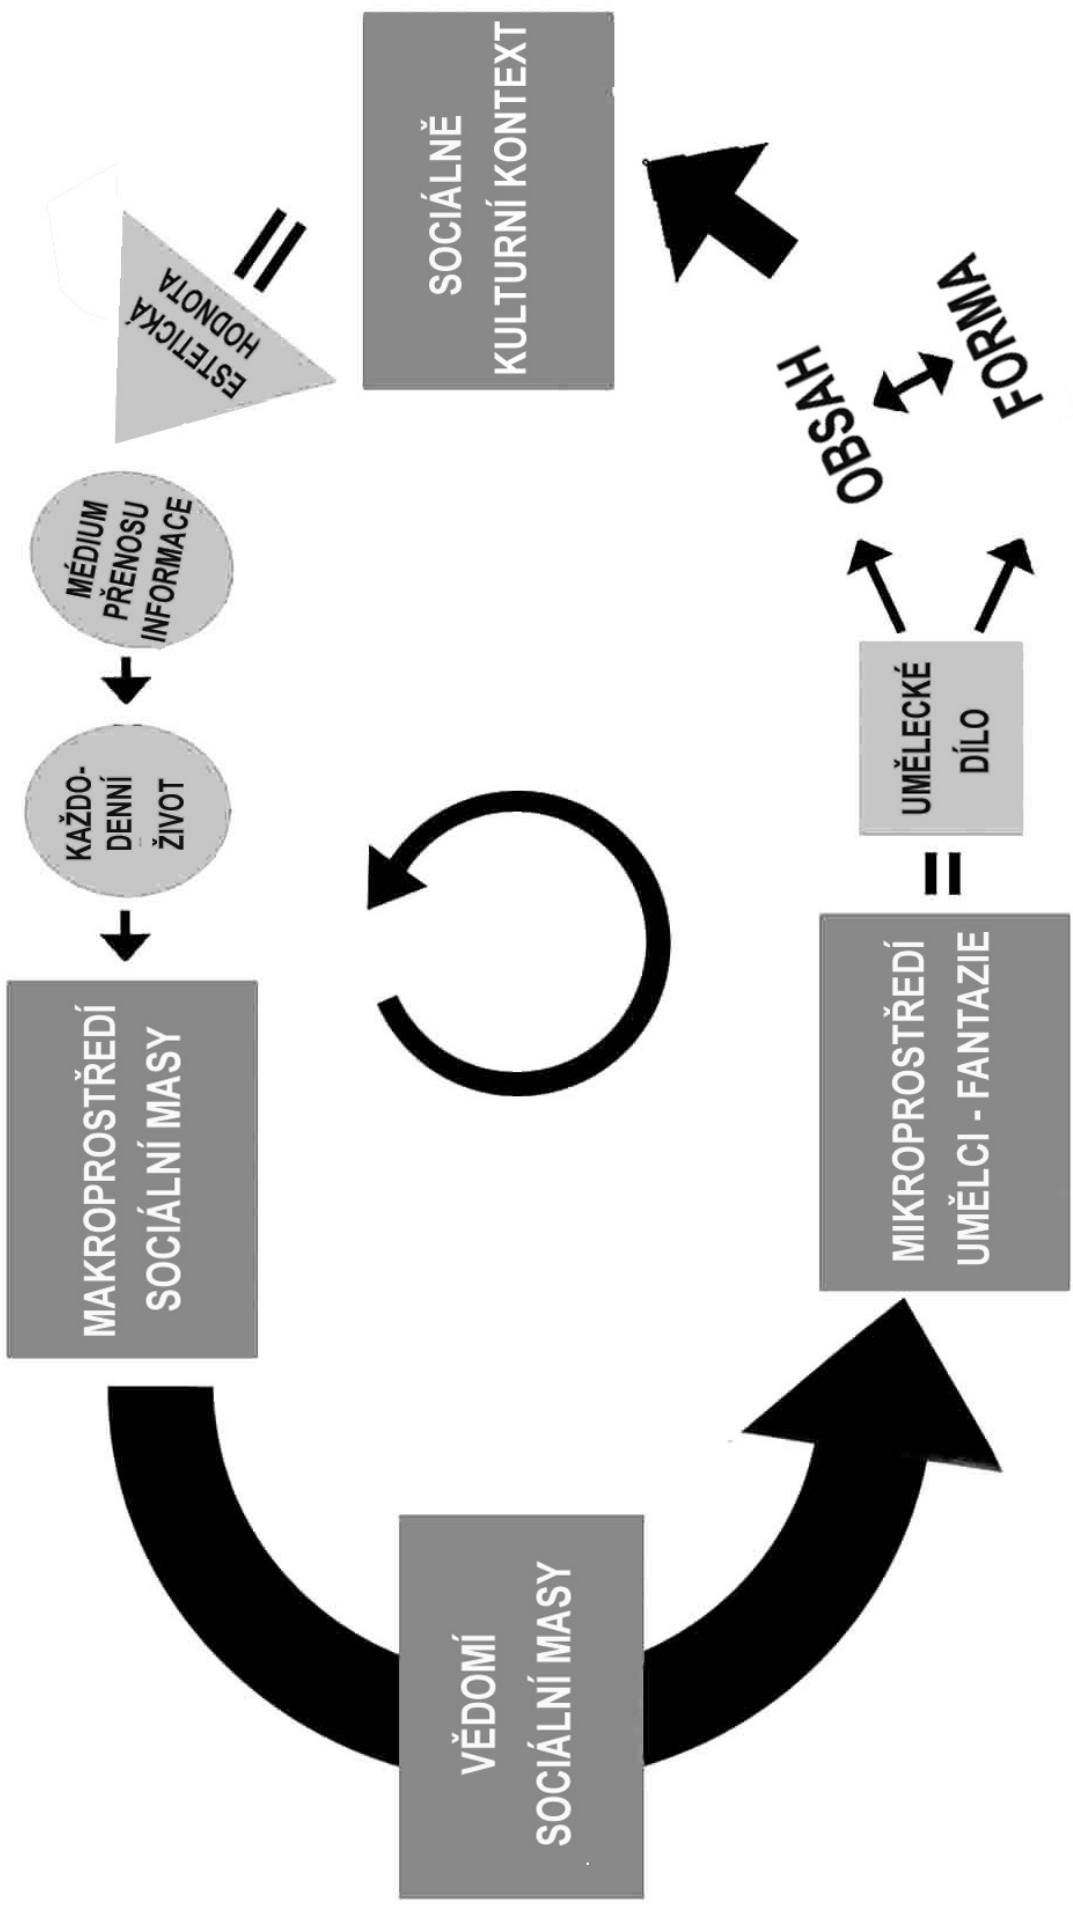 SOCIÁLNĚ
KULTURNÍ KONTEXT
ESTETICKÁ
HODNOTA
MÉDIUM
PŘENOSU
INFORMACE
KAŽDO-
DENNÍ
ŽIVOT
MAKROPROSTŘEDÍ
SOCIÁLNÍ MASY
VĚDOMÍ
SOCIÁLNÍ MASY
MIKROPROSTŘEDÍ
UMĚLCI - FANTAZIE
=
UMĚLECKÉ
DÍLO
OBSAH
FORMA
=